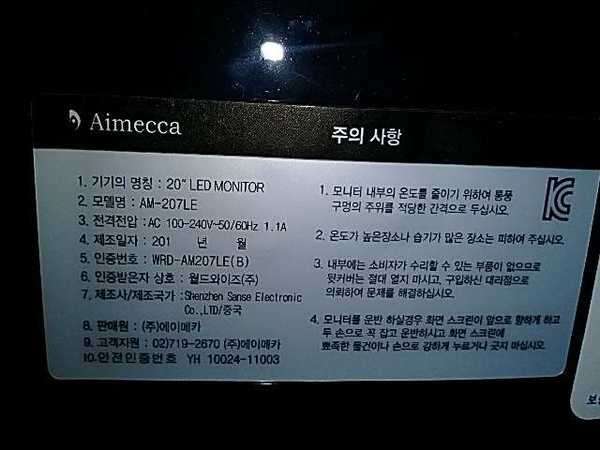 Aimecca
주의 사항
1. 기기의 명칭 : 20" LED MONITOR
2. 모델명 : AM-207LE
3. 전격전압 : AC 100-240V~50/60Hz 1.1A
4. 제조일자 : 201 년 월
5. 인증번호 : WRD-AM207LE(B)
6. 인증받은자 상호 : 월드와이즈(주)
7. 제조사/제조국가 : Shenzhen Sanse Electronic
Co.,LTD/중국
8. 판매원 : (주)에이메카
9. 고객지원 : 02)719-2670 (주)에이메카
10. 안전인증번호 YH 10024-11003
1. 모니터 내부의 온도를 줄이기 위하여 통풍
구멍의 주위를 적당한 간격으로 두십시오.
2. 온도가 높은장소나 습기가 많은 장소는 피하여 주십시오.
3. 내부에는 소비자가 수리할 수 있는 부품이 없으므로
뒷커버는 절대 열지 마시고, 구입하신 대리점으로
의뢰하여 문제를 해결하십시오.
4. 모니터를 운반 하실경우 화면 스크린이 앞으로 향하게 하고
두 손으로 꼭 잡고 운반하시고 화면 스크린에
뾰족한 물건이나 손으로 강하게 누르거나 긋지 마십시오.